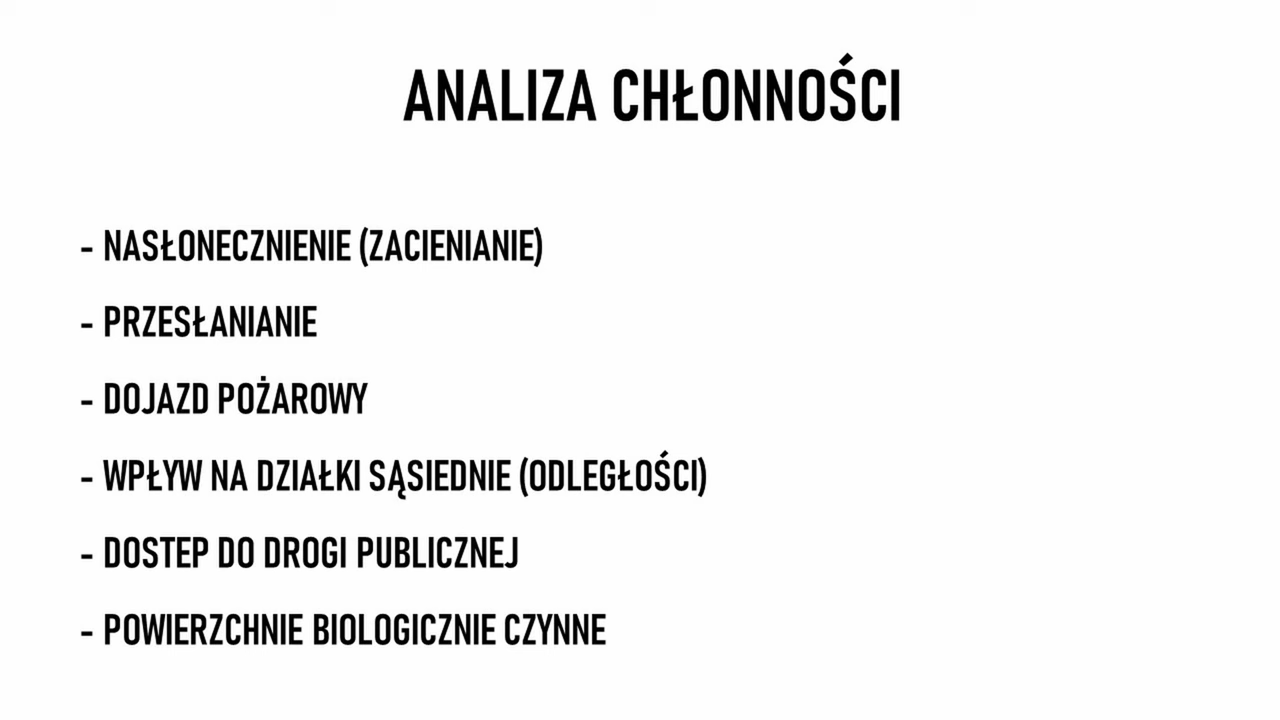 ANALIZA CHŁONNOŚCI
- NASŁONECZNIENIE (ZACIENIANIE)
- PRZESŁANIANIE
- DOJAZD POŻAROWY
- WPŁYW NA DZIAŁKI SĄSIEDNIE (ODLEGŁOŚCI)
- DOSTEP DO DROGI PUBLICZNEJ
- POWIERZCHNIE BIOLOGICZNIE CZYNNE